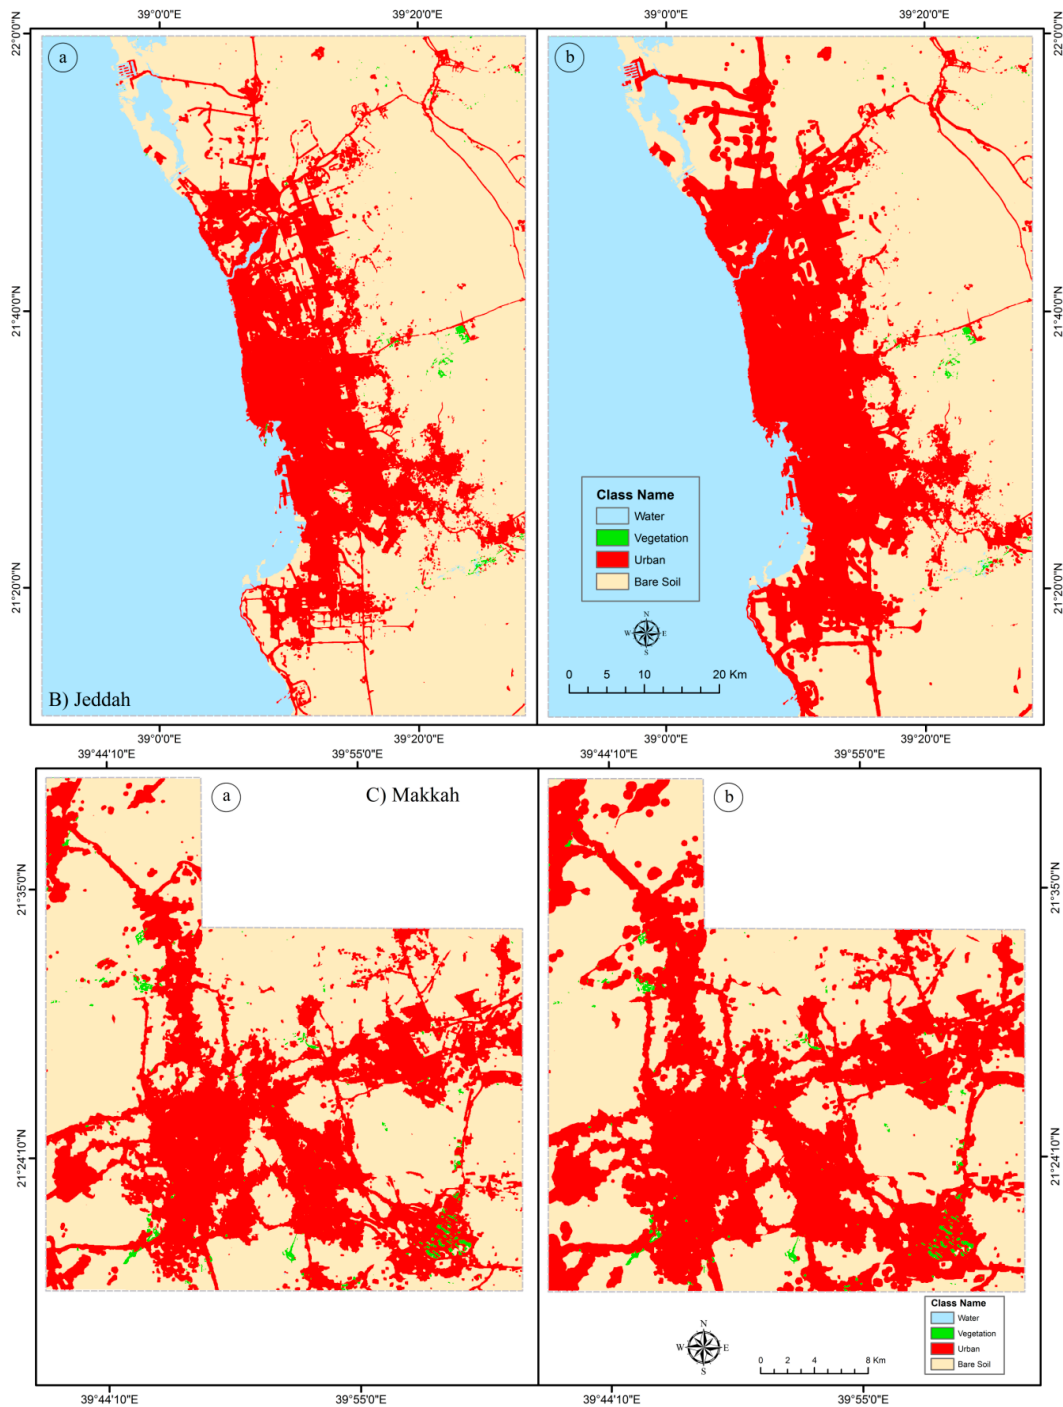 39°0'0"E
39°20'0"E
39°0'0"E
39°20'0"E
22°0'0"N
21°40'0"N
21°20'0"N
a
B) Jeddah
b
Class Name
Water
Vegetation
Urban
Bare Soil
N
W
E
S
0
5
10
20 Km
22°0'0"N
21°40'0"N
21°20'0"N
39°0'0"E
39°20'0"E
39°0'0"E
39°20'0"E
39°44'10"E
39°55'0"E
39°44'10"E
39°55'0"E
21°35'0"N
21°24'10"N
a
C) Makkah
b
21°35'0"N
21°24'10"N
Class Name
Water
Vegetation
Urban
Bare Soil
N
W
E
S
0
2
4
8 Km
39°44'10"E
39°55'0"E
39°44'10"E
39°55'0"E